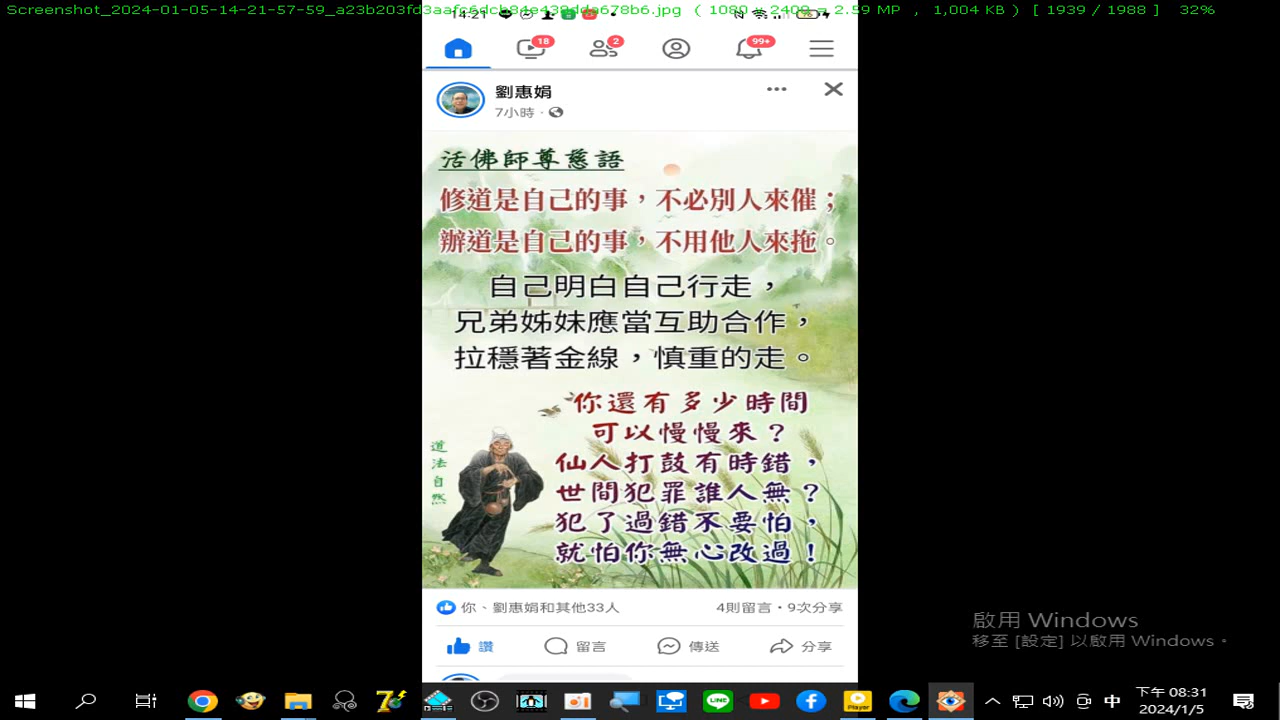 Screenshot_2024-01-05-14-21-57-59_a23b203fd3aafc6dcb84e438dda678b6.jpg ( 1080 x 2400 = 2.59 MP , 1,004 KB ) [ 1939 / 1988 ] 32%
14:21
18
2
99+
劉惠娟
7小時
活佛師尊慈語
修道是自己的事，不必別人來催；
辦道是自己的事，不用他人來拖。
自己明白自己行走，
兄弟姊妹應當互助合作，
拉穩著金線，慎重的走。
你還有多少時間
可以慢慢來？
仙人打鼓有時錯，
世間犯罪誰人無？
犯了過錯不要怕，
就怕你無心改過！
道法自然
你、劉惠娟和其他33人
4則留言・9次分享
讚 留言 傳送 分享
啟用 Windows
移至 [設定] 以啟用 Windows。
LINE
Player
中
下午 08:31
2024/1/5